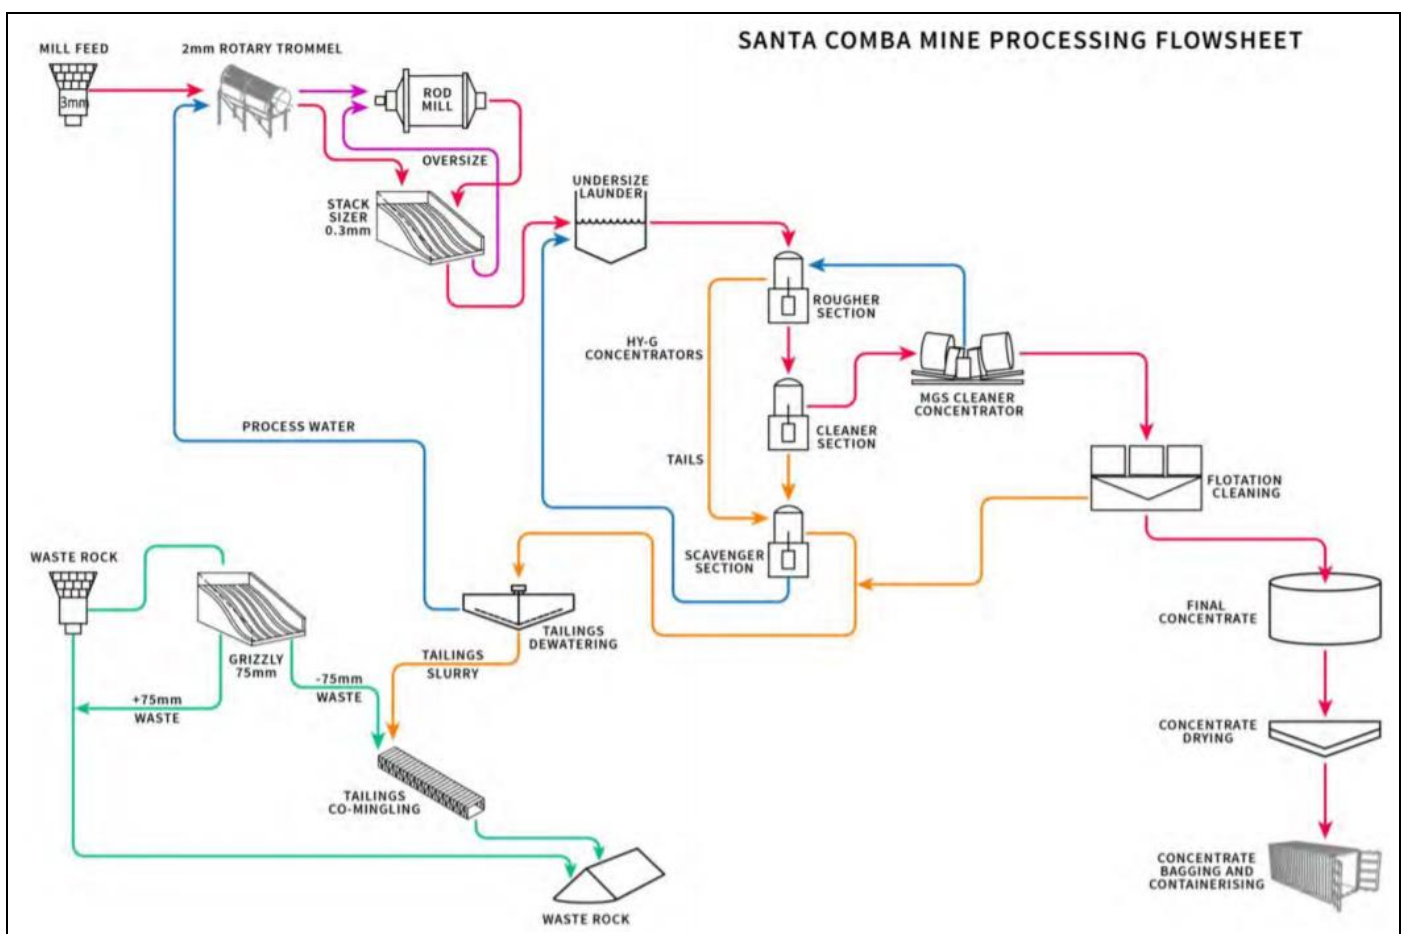 SANTA COMBA MINE PROCESSING FLOWSHEET
MILL FEED
3mm
2mm ROTARY TROMMEL
ROD
MILL
OVERSIZE
STACK
SIZER
0.3mm
UNDERSIZE
LAUNDER
ROUGHER
SECTION
HY-G
CONCENTRATORS
MGS CLEANER
CONCENTRATOR
CLEANER
SECTION
TAILS
PROCESS WATER
FLOTATION
CLEANING
SCAVENGER
SECTION
WASTE ROCK
GRIZZLY
75mm
TAILINGS
DEWATERING
TAILINGS
SLURRY
-75mm
WASTE
+75mm
WASTE
FINAL
CONCENTRATE
CONCENTRATE
DRYING
TAILINGS
CO-MINGLING
CONCENTRATE
BAGGING AND
CONTAINERISING
WASTE ROCK